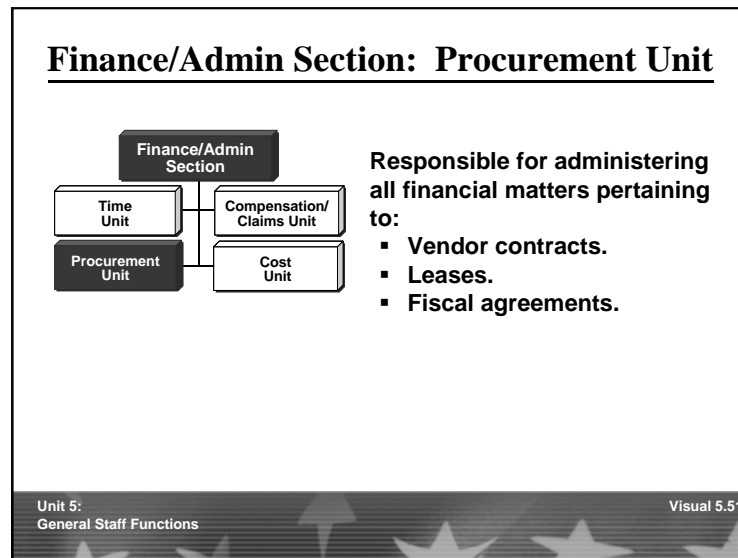 Finance/Admin Section: Procurement Unit
Finance/Admin
Section
Time
Unit
Compensation/
Claims Unit
Procurement
Unit
Cost
Unit
Responsible for administering
all financial matters pertaining
to:
▪ Vendor contracts.
▪ Leases.
▪ Fiscal agreements.
Unit 5:
General Staff Functions
Visual 5.51